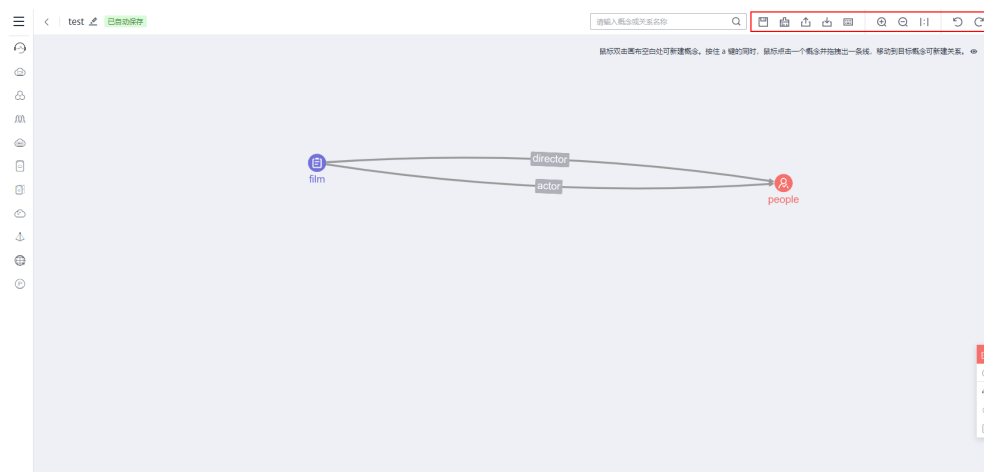 test 已自动保存 请输入概念或关系名称
鼠标双击画布空白处可新建概念。按住 a 键的同时，鼠标点击一个概念并拖拽出一条线，移动到目标概念可新建关系。
director
film
actor
people